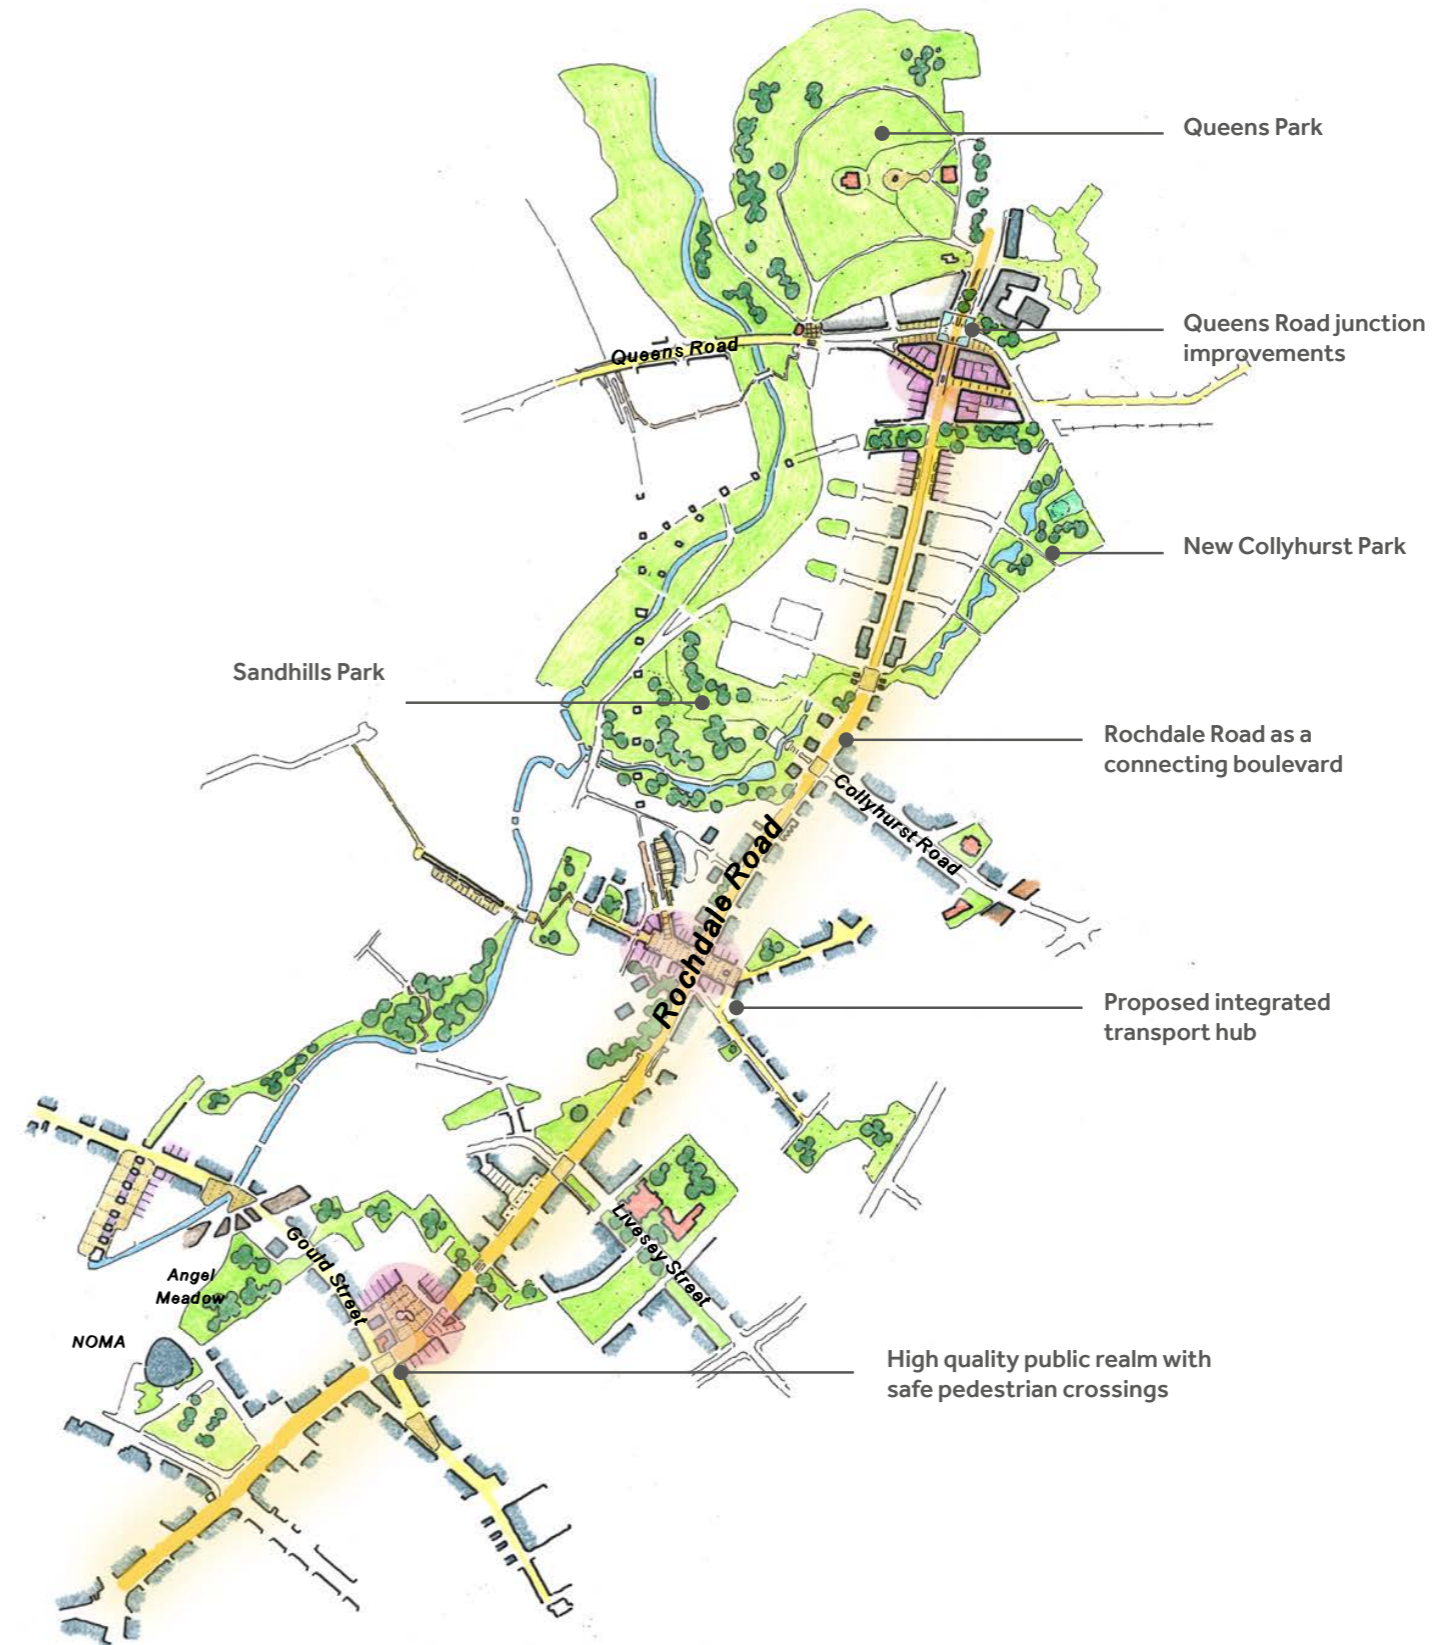 Queens Park
Queens Road junction
improvements
Queens Road
New Collyhurst Park
Sandhills Park
Rochdale Road as a
connecting boulevard
Collyhurst Road
Rochdale Road
Proposed integrated
transport hub
Livesey Street
Gould Street
Angel
Meadow
NOMA
High quality public realm with
safe pedestrian crossings